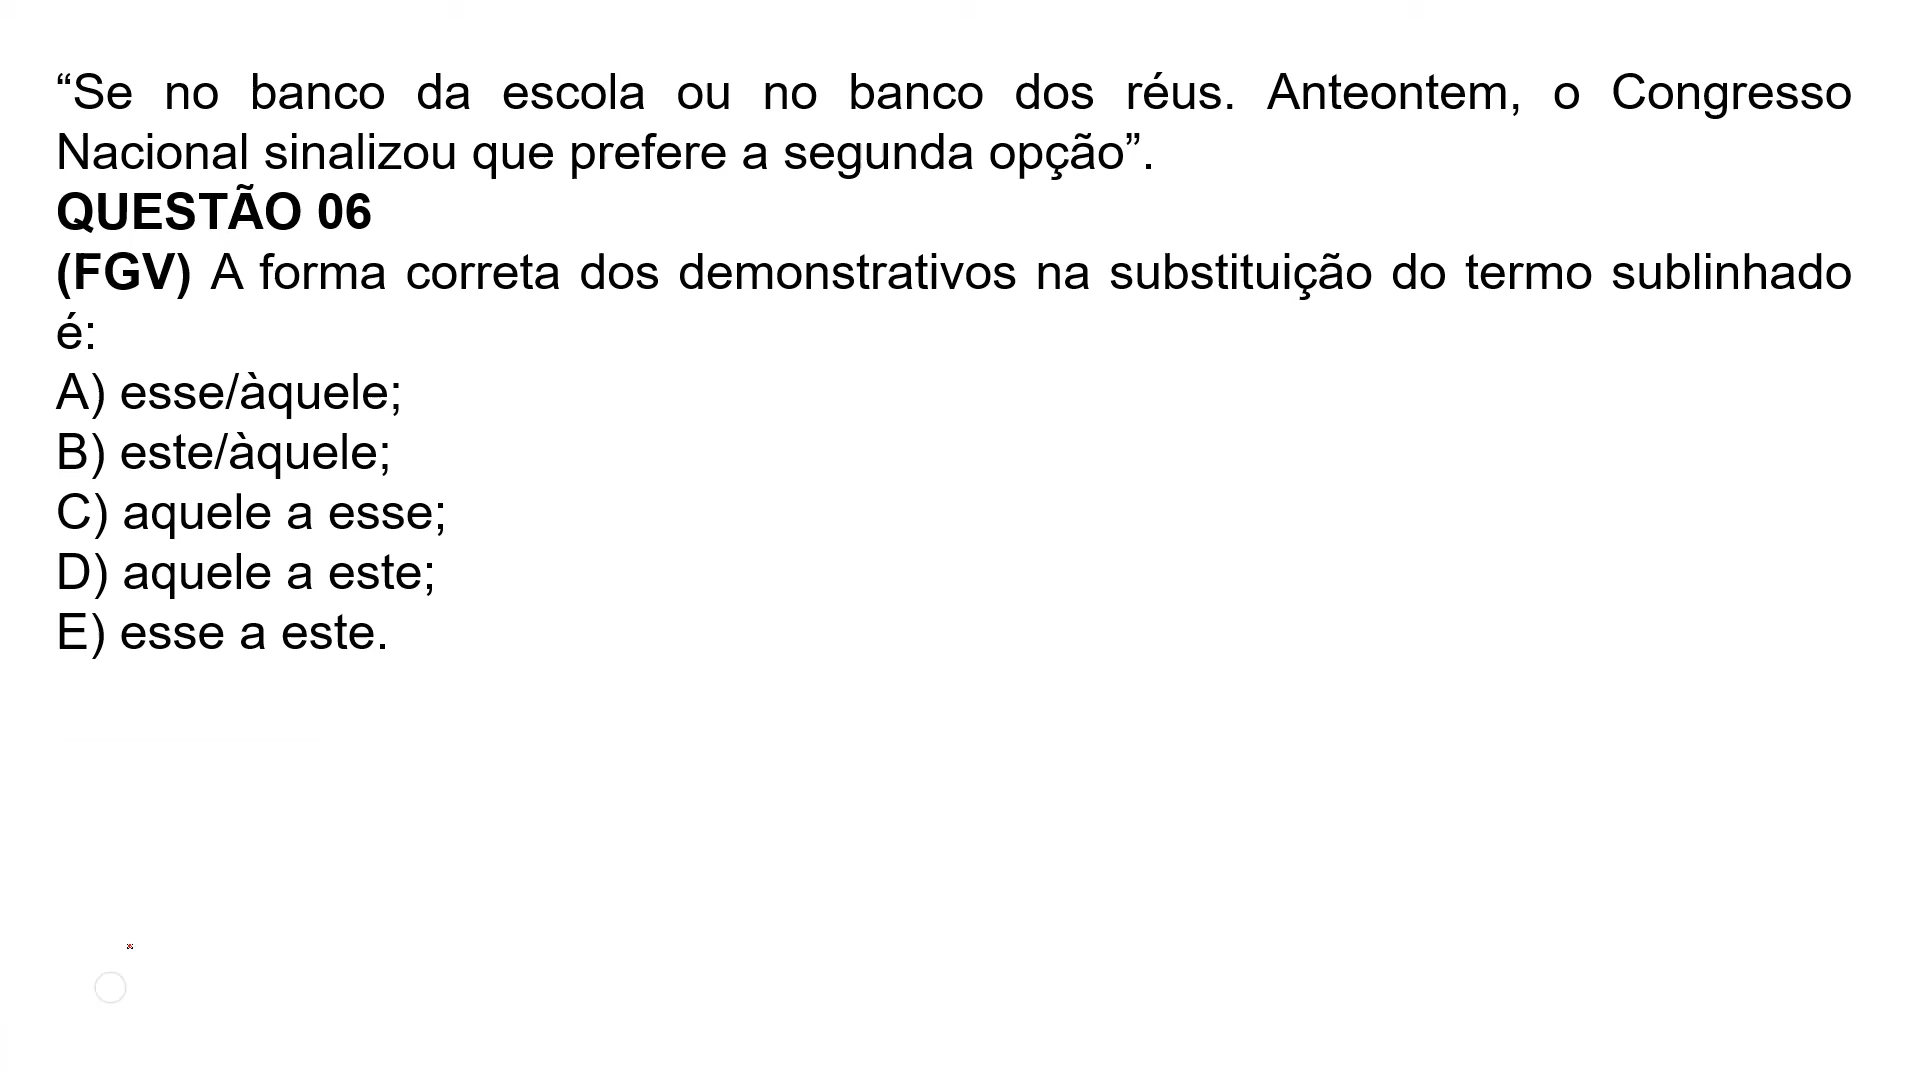 “Se no banco da escola ou no banco dos réus. Anteontem, o Congresso
Nacional sinalizou que prefere a segunda opção”.
QUESTÃO 06
(FGV) A forma correta dos demonstrativos na substituição do termo sublinhado
é:
A) esse/àquele;
B) este/àquele;
C) aquele a esse;
D) aquele a este;
E) esse a este.